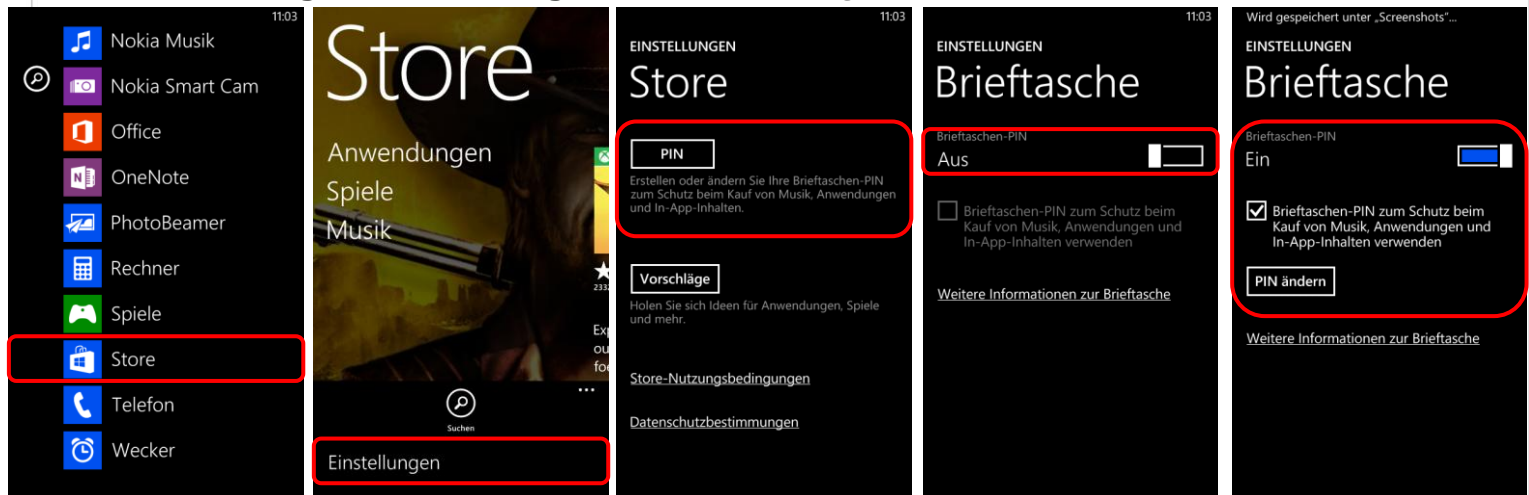 11:03
Nokia Musik
Nokia Smart Cam
Office
OneNote
PhotoBeamer
Rechner
Spiele
Store
Telefon
Wecker
Store
Anwendungen
Spiele
Musik
Suchen
Einstellungen
11:03
EINSTELLUNGEN
Store
PIN
Erstellen oder ändern Sie Ihre Brieftaschen-PIN
zum Schutz beim Kauf von Musik, Anwendungen
und In-App-Inhalten.
Vorschläge
Holen Sie sich Ideen für Anwendungen, Spiele
und mehr.
Store-Nutzungsbedingungen
Datenschutzbestimmungen
11:03
EINSTELLUNGEN
Brieftasche
Brieftaschen-PIN
Aus
Brieftaschen-PIN zum Schutz beim
Kauf von Musik, Anwendungen und
In-App-Inhalten verwenden
Weitere Informationen zur Brieftasche
Wird gespeichert unter „Screenshots"...
EINSTELLUNGEN
Brieftasche
Brieftaschen-PIN
Ein
Brieftaschen-PIN zum Schutz beim
Kauf von Musik, Anwendungen und
In-App-Inhalten verwenden
PIN ändern
Weitere Informationen zur Brieftasche